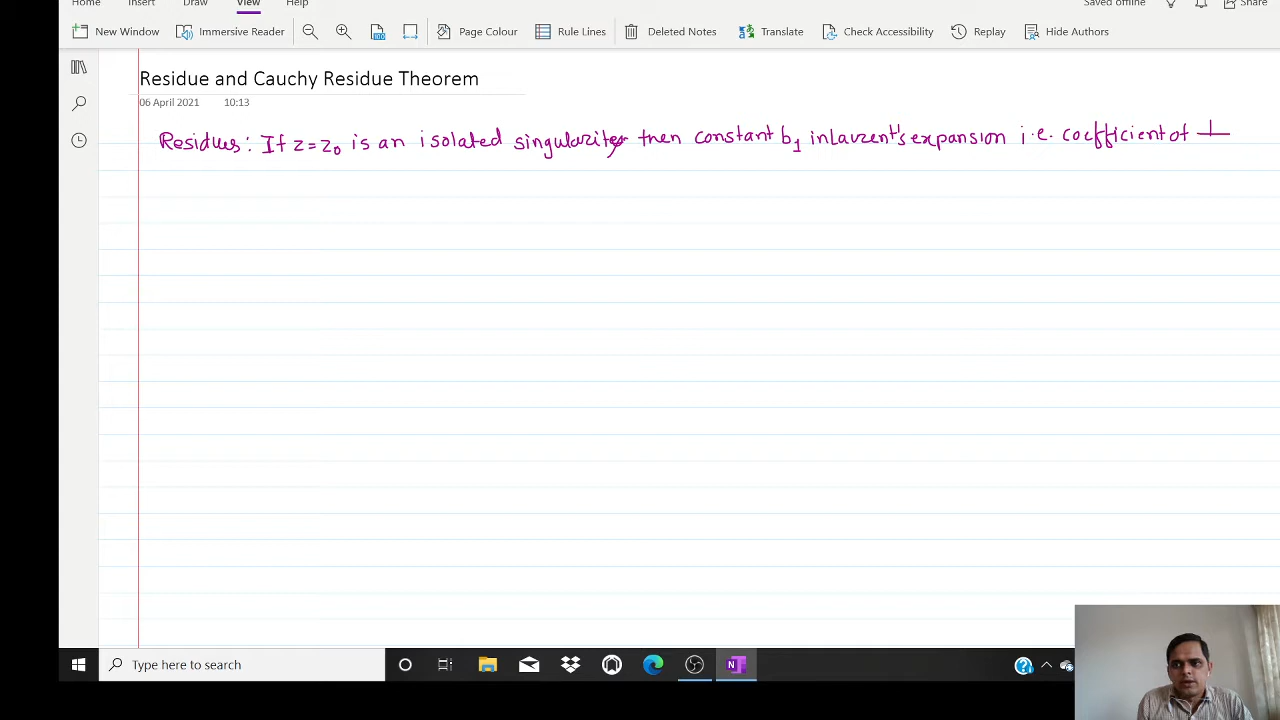 Home Insert Draw View Help Saved offline Share
New Window Immersive Reader Page Colour Rule Lines Deleted Notes Translate Check Accessibility Replay Hide Authors
Residue and Cauchy Residue Theorem
06 April 2021 10:13
Residues: If z=z₀ is an isolated singularity then constant b₁ in Laurent's expansion i.e. coefficient of 1
Type here to search